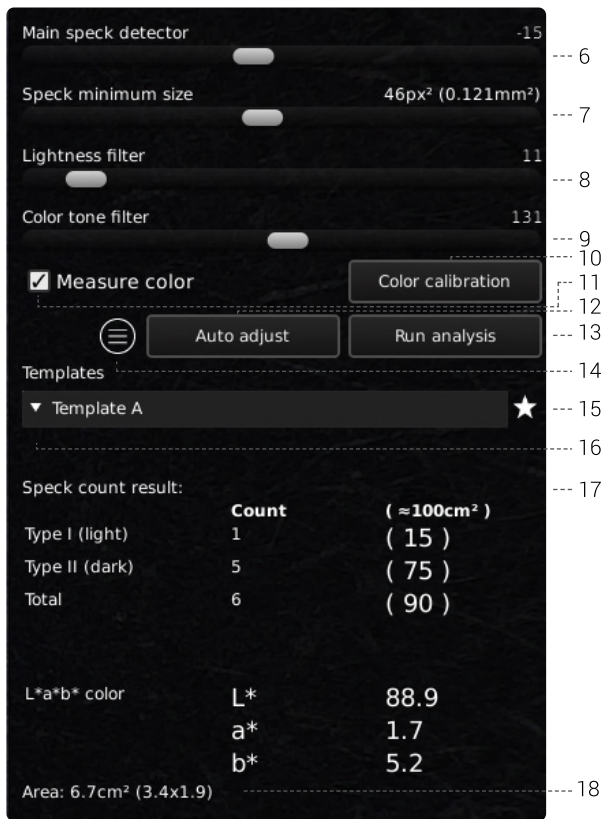 Main speck detector -15
6
Speck minimum size 46px² (0.121mm²)
7
Lightness filter 11
8
Color tone filter 131
9
10
Measure color Color calibration 11
12
Auto adjust Run analysis 13
Templates 14
Template A 15
16
Speck count result: 17
Count ( ≈100cm² )
Type I (light) 1 ( 15 )
Type II (dark) 5 ( 75 )
Total 6 ( 90 )
L*a*b* color L* 88.9
a* 1.7
b* 5.2
Area: 6.7cm² (3.4x1.9) 18